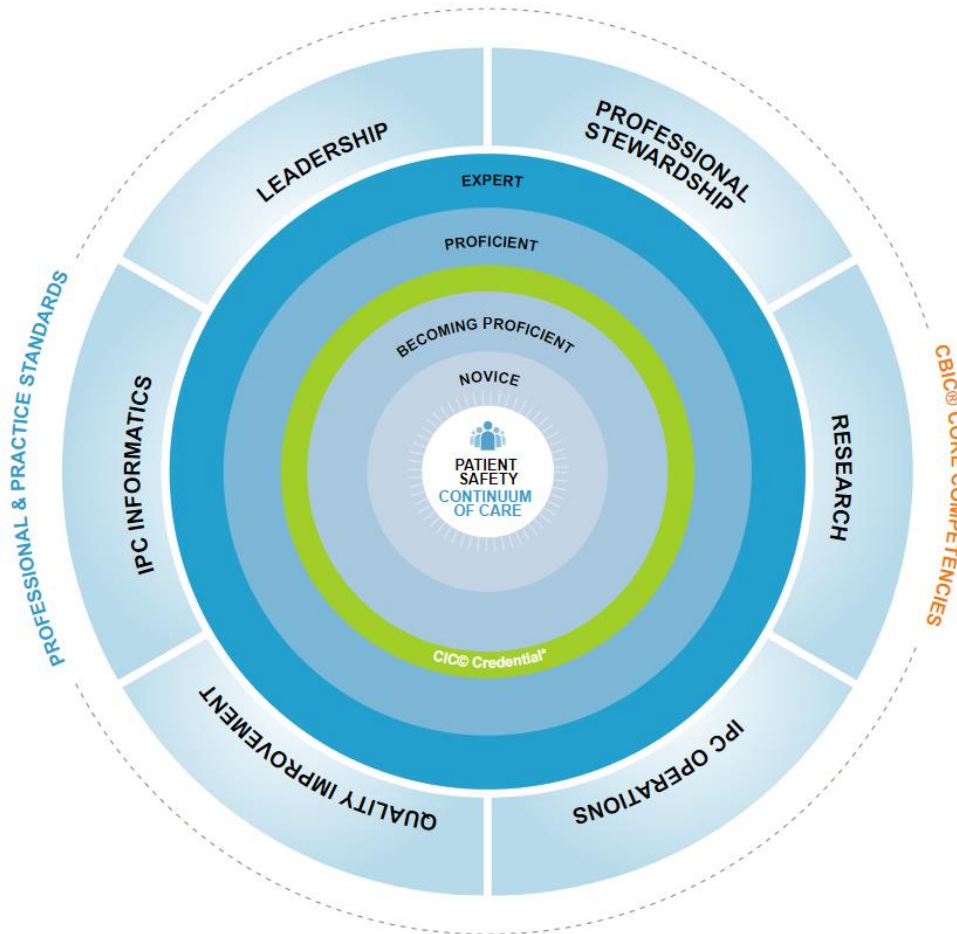 LEADERSHIP
PROFESSIONAL
STEWARDSHIP
EXPERT
PROFICIENT
BECOMING PROFICIENT
NOVICE
PATIENT
SAFETY
CONTINUUM
OF CARE
PROFESSIONAL & PRACTICE STANDARDS
IPC INFORMATICS
RESEARCH
CBIC® CORE COMPETENCIES
CIC© Credential*
QUALITY IMPROVEMENT
IPC OPERATIONS